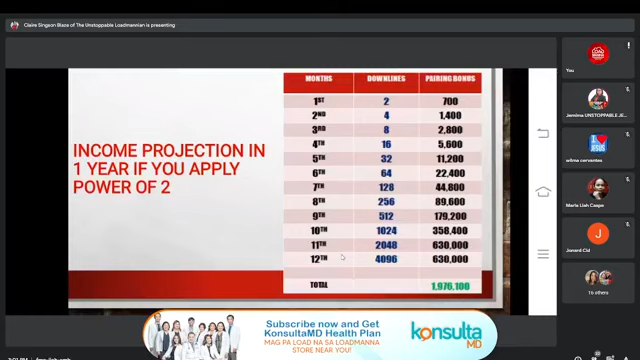 Claire Singson Blaze of The Unstoppable Loadmannian is presenting
MONTHS DOWNLINES PAIRING BONUS
1ST 2 700
2ND 4 1,400
3RD 8 2,800
4TH 16 5,600
5TH 32 11,200
6TH 64 22,400
7TH 128 44,800
8TH 256 89,600
9TH 512 179,200
10TH 1024 358,400
11TH 2048 630,000
12TH 4096 630,000
TOTAL 1,976,100
INCOME PROJECTION IN
1 YEAR IF YOU APPLY
POWER OF 2
You
Jemima UNSTOPPABLE JE...
wilma cervantes
Maria Liah Caspe
J
Jonard Cid
16 others
Subscribe now and Get
KonsultaMD Health Plan
MAG PA LOAD NA SA LOADMANNA
STORE NEAR YOU!
konsulta
MD